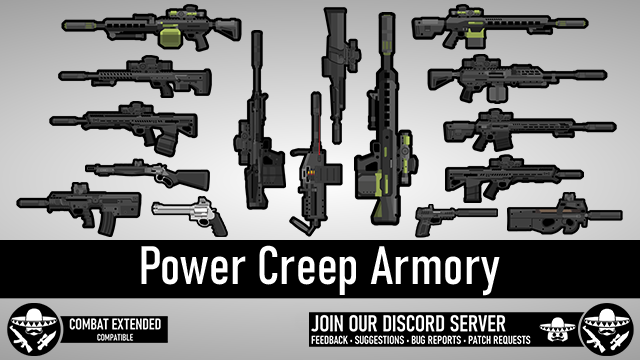 Power Creep Armory
COMBAT EXTENDED
COMPATIBLE
JOIN OUR DISCORD SERVER
FEEDBACK • SUGGESTIONS • BUG REPORTS • PATCH REQUESTS